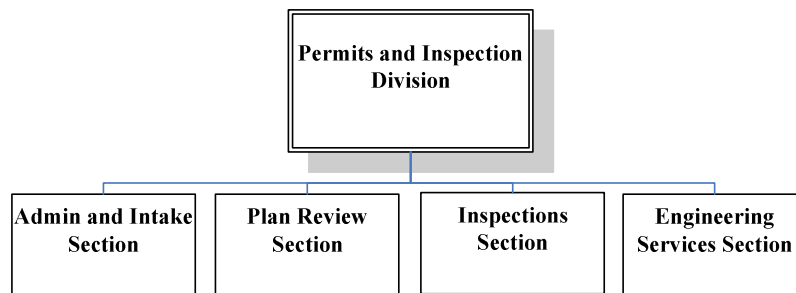 Permits and Inspection
Division
Admin and Intake
Section
Plan Review
Section
Inspections
Section
Engineering
Services Section